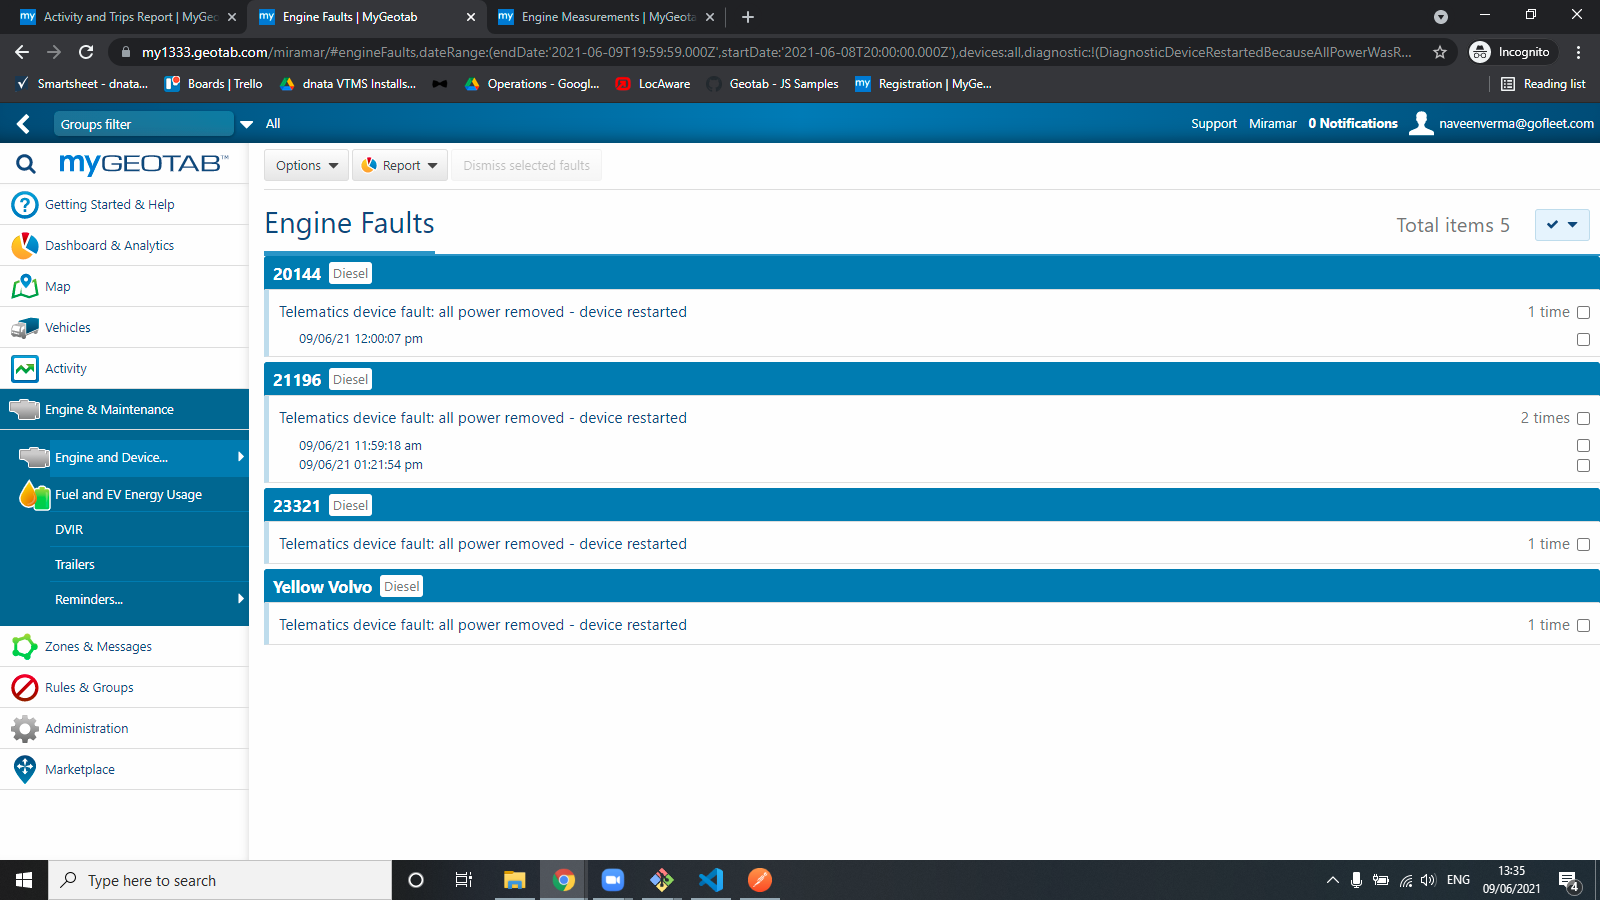 Activity and Trips Report | MyGeo
Engine Faults | MyGeotab
Engine Measurements | MyGeota
my1333.geotab.com/miramar/#engineFaults,dateRange:(endDate:'2021-06-09T19:59:59.000Z',startDate:'2021-06-08T20:00:00.000Z'),devices:all,diagnostic:!(DiagnosticDeviceRestartedBecauseAllPowerWasR...
Incognito
Smartsheet - dnata...
Boards | Trello
dnata VTMS Installs...
Operations - Googl...
LocAware
Geotab - JS Samples
my Registration | MyGe...
Reading list
Groups filter
All
Support
Miramar
0 Notifications
naveenverma@gofleet.com
myGEOTAB™
Options
Report
Dismiss selected faults
Getting Started & Help
Dashboard & Analytics
Map
Vehicles
Activity
Engine & Maintenance
Engine and Device...
Fuel and EV Energy Usage
DVIR
Trailers
Reminders...
Zones & Messages
Rules & Groups
Administration
Marketplace
Engine Faults
Total items 5
20144 Diesel
Telematics device fault: all power removed - device restarted
1 time
09/06/21 12:00:07 pm
21196 Diesel
Telematics device fault: all power removed - device restarted
2 times
09/06/21 11:59:18 am
09/06/21 01:21:54 pm
23321 Diesel
Telematics device fault: all power removed - device restarted
1 time
Yellow Volvo Diesel
Telematics device fault: all power removed - device restarted
1 time
Type here to search
ENG
13:35
09/06/2021
4